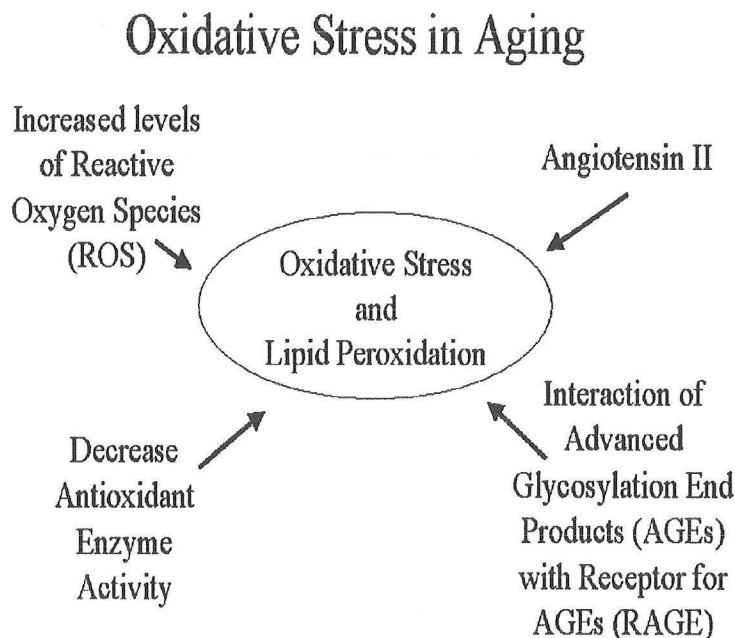 Oxidative Stress in Aging
Increased levels
of Reactive
Oxygen Species
(ROS)
Angiotensin II
Oxidative Stress
and
Lipid Peroxidation
Decrease
Antioxidant
Enzyme
Activity
Interaction of
Advanced
Glycosylation End
Products (AGEs)
with Receptor for
AGEs (RAGE)